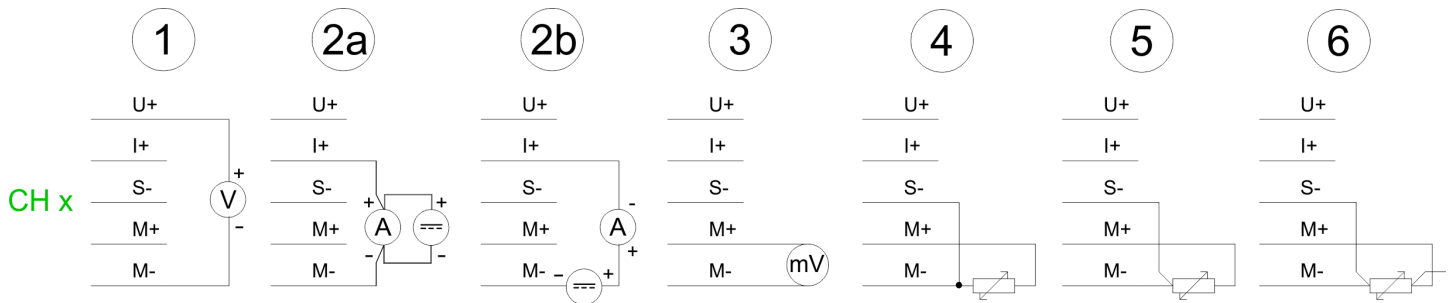 1 2a 2b 3 4 5 6
U+ U+ U+ U+ U+ U+ U+
I+ I+ I+ I+ I+ I+ I+
+
S- S- S- S- S- S- S-
CH x V + + - A
M+ M+ A M+ M+ M+ M+ M+
- - - +
M- M- M- - + M- mV M- M- M-